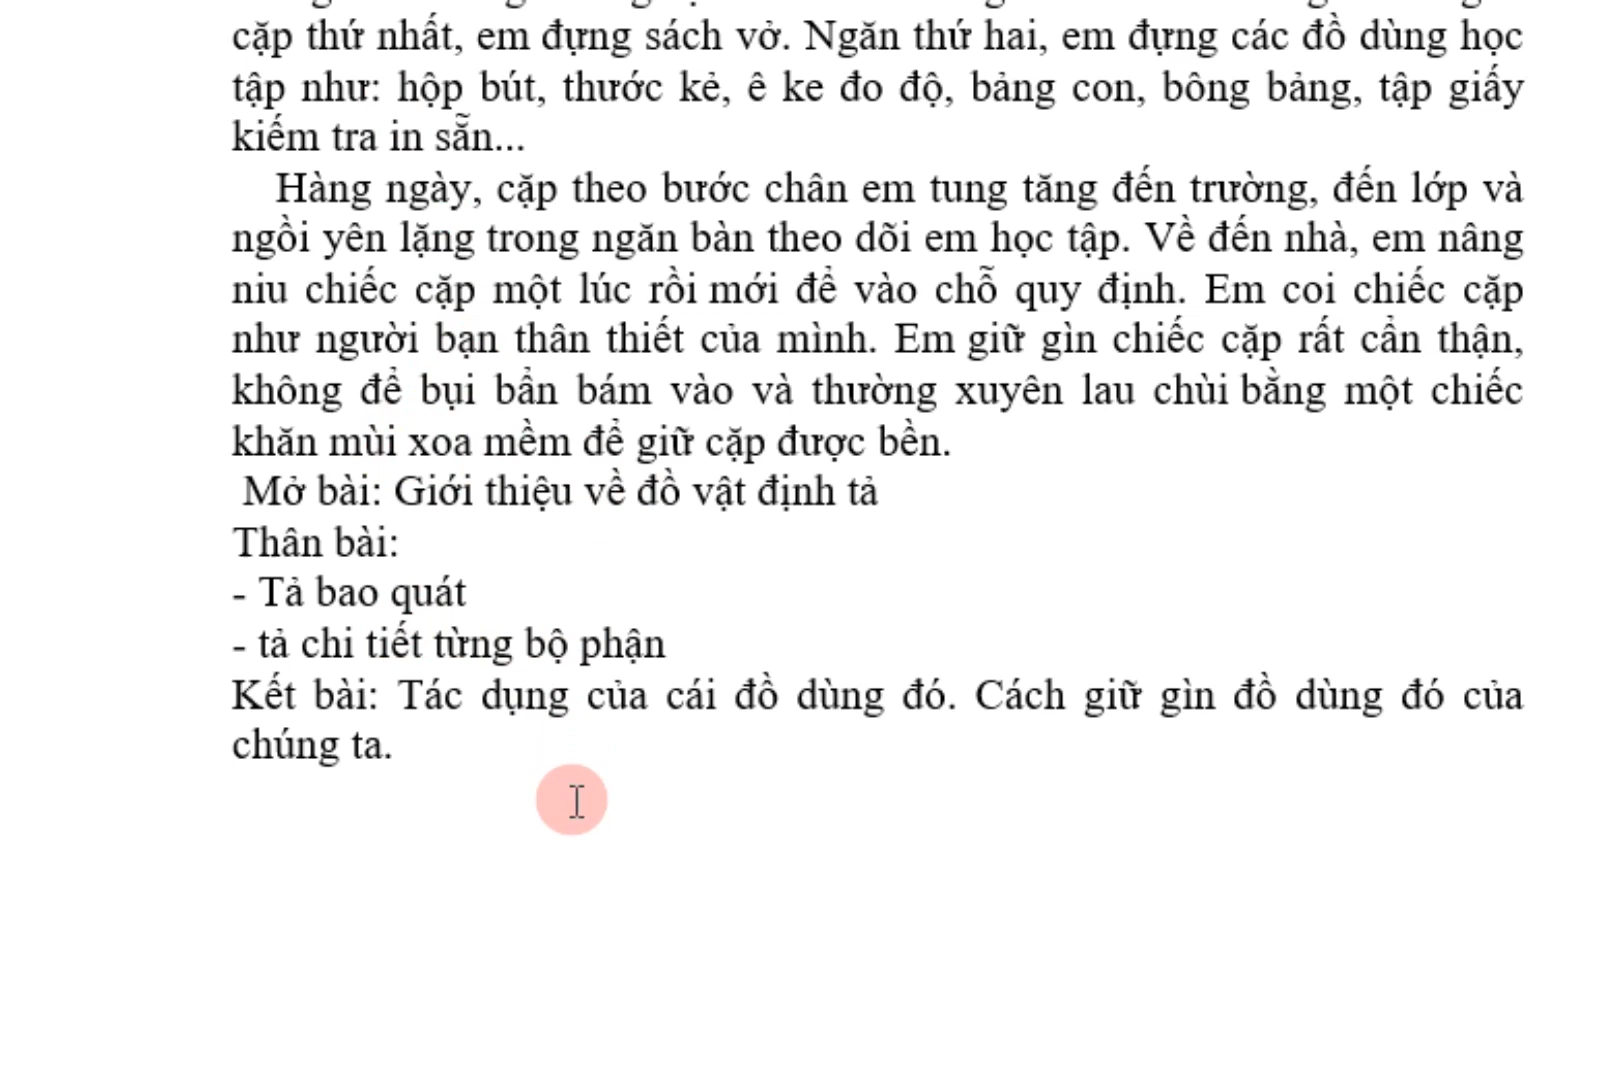 cặp thứ nhất, em đựng sách vở. Ngăn thứ hai, em đựng các đồ dùng học
tập như: hộp bút, thước kẻ, ê ke đo độ, bảng con, bông bảng, tập giấy
kiểm tra in sẵn...
Hàng ngày, cặp theo bước chân em tung tăng đến trường, đến lớp và
ngồi yên lặng trong ngăn bàn theo dõi em học tập. Về đến nhà, em nâng
niu chiếc cặp một lúc rồi mới để vào chỗ quy định. Em coi chiếc cặp
như người bạn thân thiết của mình. Em giữ gìn chiếc cặp rất cẩn thận,
không để bụi bẩn bám vào và thường xuyên lau chùi bằng một chiếc
khăn mùi xoa mềm để giữ cặp được bền.
Mở bài: Giới thiệu về đồ vật định tả
Thân bài:
- Tả bao quát
- tả chi tiết từng bộ phận
Kết bài: Tác dụng của cái đồ dùng đó. Cách giữ gìn đồ dùng đó của
chúng ta.